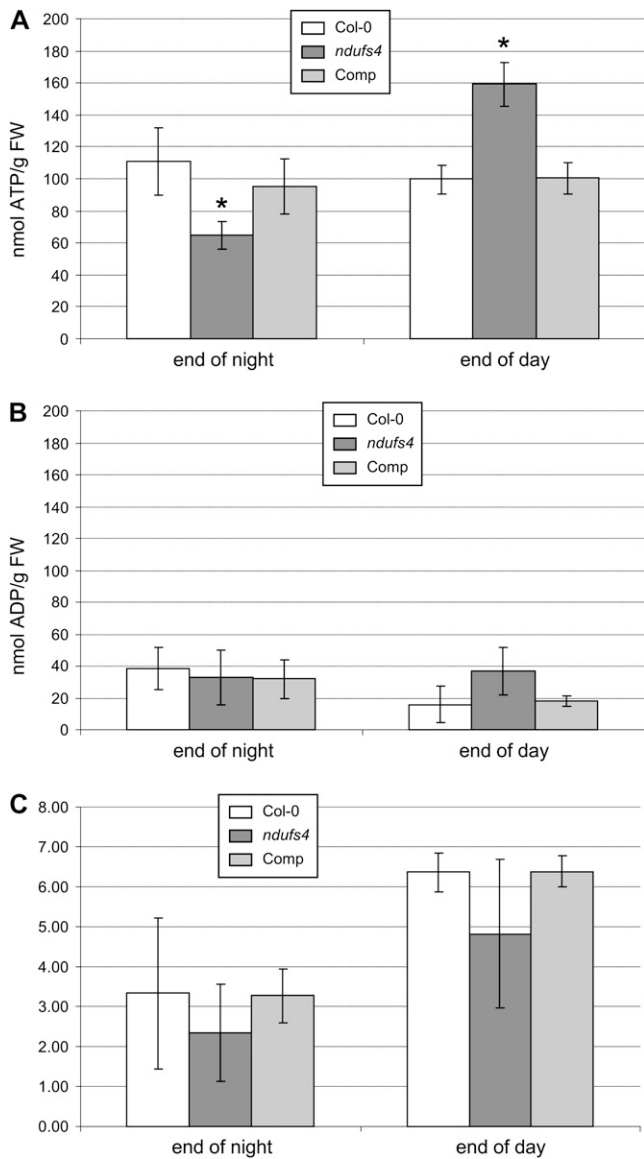 A
Col-0
ndufs4
Comp
nmol ATP/g FW
200
180
160
140
120
100
80
60
40
20
0
*
*
end of night
end of day
B
Col-0
ndufs4
Comp
nmol ADP/g FW
200
180
160
140
120
100
80
60
40
20
0
end of night
end of day
C
Col-0
ndufs4
Comp
8.00
7.00
6.00
5.00
4.00
3.00
2.00
1.00
0.00
end of night
end of day